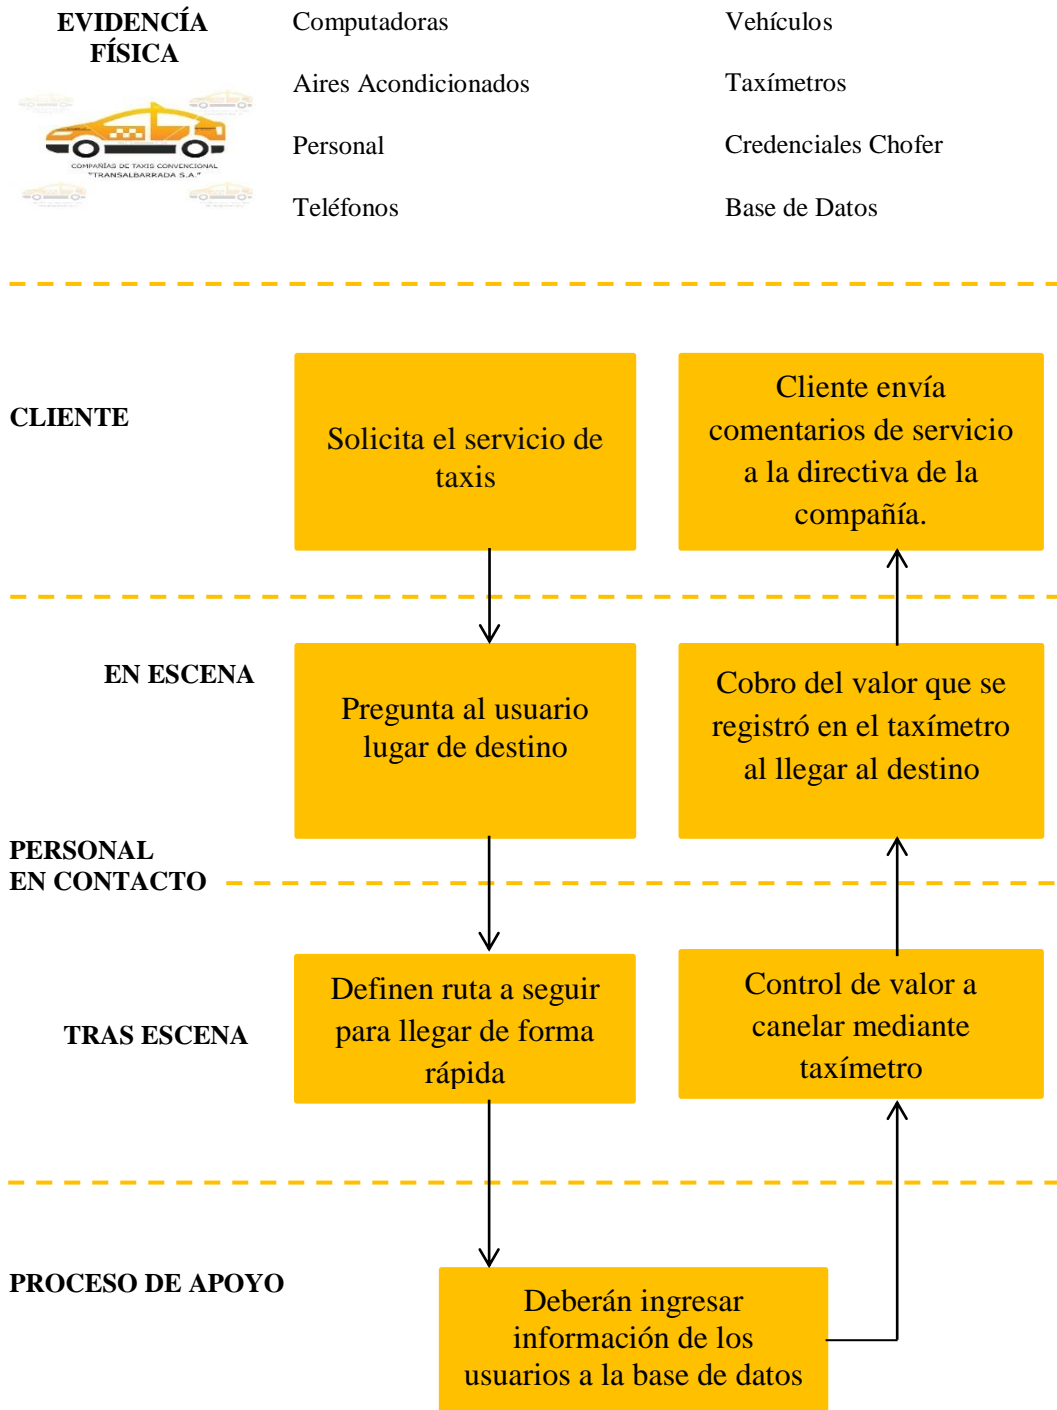 EVIDENCÍA
FÍSICA
COMPAÑÍAS DE TAXIS CONVENCIONAL
"TRANSALBARRADA S.A."
Computadoras
Vehículos
Aires Acondicionados
Taxímetros
Personal
Credenciales Chofer
Teléfonos
Base de Datos
CLIENTE
Solicita el servicio de
taxis
Cliente envía
comentarios de servicio
a la directiva de la
compañía.
EN ESCENA
Pregunta al usuario
lugar de destino
Cobro del valor que se
registró en el taxímetro
al llegar al destino
PERSONAL
EN CONTACTO
TRAS ESCENA
Definen ruta a seguir
para llegar de forma
rápida
Control de valor a
canelar mediante
taxímetro
PROCESO DE APOYO
Deberán ingresar
información de los
usuarios a la base de datos